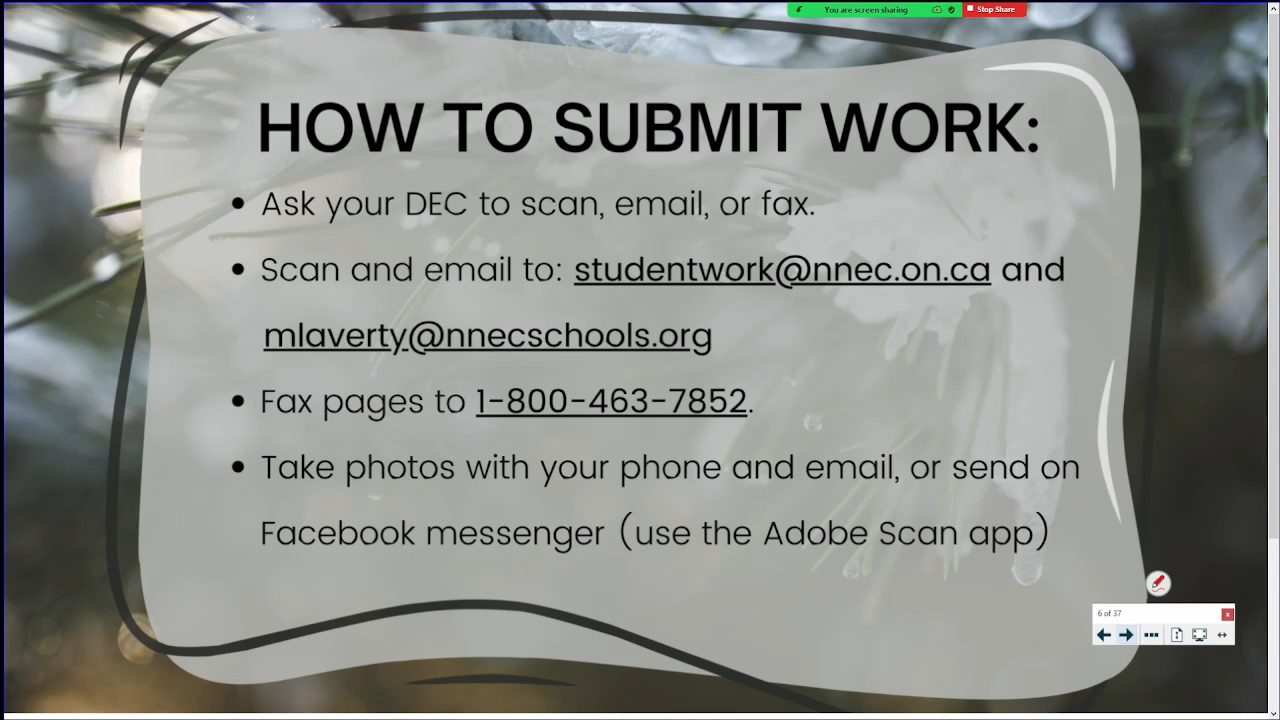 You are screen sharing Stop Share
HOW TO SUBMIT WORK:
Ask your DEC to scan, email, or fax.
Scan and email to: studentwork@nnec.on.ca and
mlaverty@nnecschools.org
Fax pages to 1-800-463-7852.
Take photos with your phone and email, or send on
Facebook messenger (use the Adobe Scan app)
6 of 37